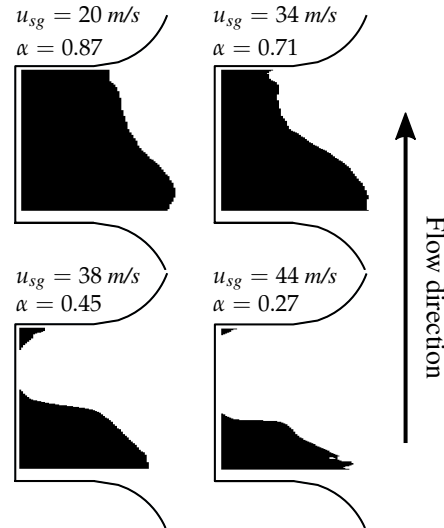 u_sg = 20 m/s
α = 0.87
u_sg = 34 m/s
α = 0.71
u_sg = 38 m/s
α = 0.45
u_sg = 44 m/s
α = 0.27
Flow direction